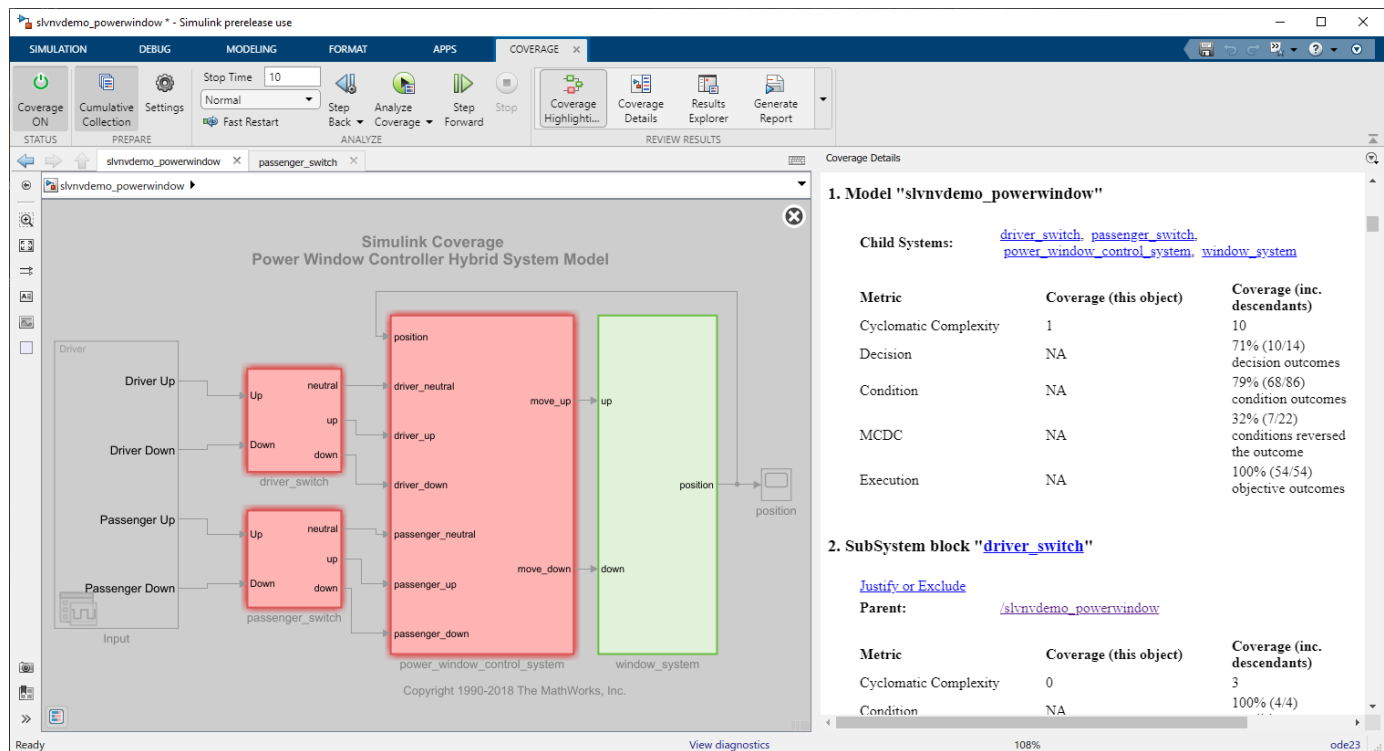 slvnvdemo_powerwindow * - Simulink prerelease use
SIMULATION DEBUG MODELING FORMAT APPS COVERAGE ×
Stop Time 10
Normal
Fast Restart
Coverage ON
Cumulative Collection
Settings
Step Back
Analyze Coverage
Step Forward
Stop
Coverage Highlighti...
Coverage Details
Results Explorer
Generate Report
STATUS PREPARE ANALYZE REVIEW RESULTS
slvnvdemo_powerwindow × passenger_switch ×
slvnvdemo_powerwindow
Simulink Coverage
Power Window Controller Hybrid System Model
Driver
Driver Up
Driver Down
Passenger Up
Passenger Down
Input
Up
Down
neutral
up
down
driver_switch
Up
Down
neutral
up
down
passenger_switch
position
driver_neutral
driver_up
driver_down
passenger_neutral
passenger_up
passenger_down
move_up
move_down
power_window_control_system
up
down
position
window_system
position
Copyright 1990-2018 The MathWorks, Inc.
Coverage Details
1. Model "slvnvdemo_powerwindow"
Child Systems: driver_switch, passenger_switch,
power_window_control_system, window_system
Metric Coverage (this object) Coverage (inc. descendants)
Cyclomatic Complexity 1 10
Decision NA 71% (10/14) decision outcomes
Condition NA 79% (68/86) condition outcomes
MCDC NA 32% (7/22) conditions reversed the outcome
Execution NA 100% (54/54) objective outcomes
2. SubSystem block "driver_switch"
Justify or Exclude
Parent: /slvnvdemo_powerwindow
Metric Coverage (this object) Coverage (inc. descendants)
Cyclomatic Complexity 0 3
Condition NA 100% (4/4)
Ready View diagnostics 108% ode23